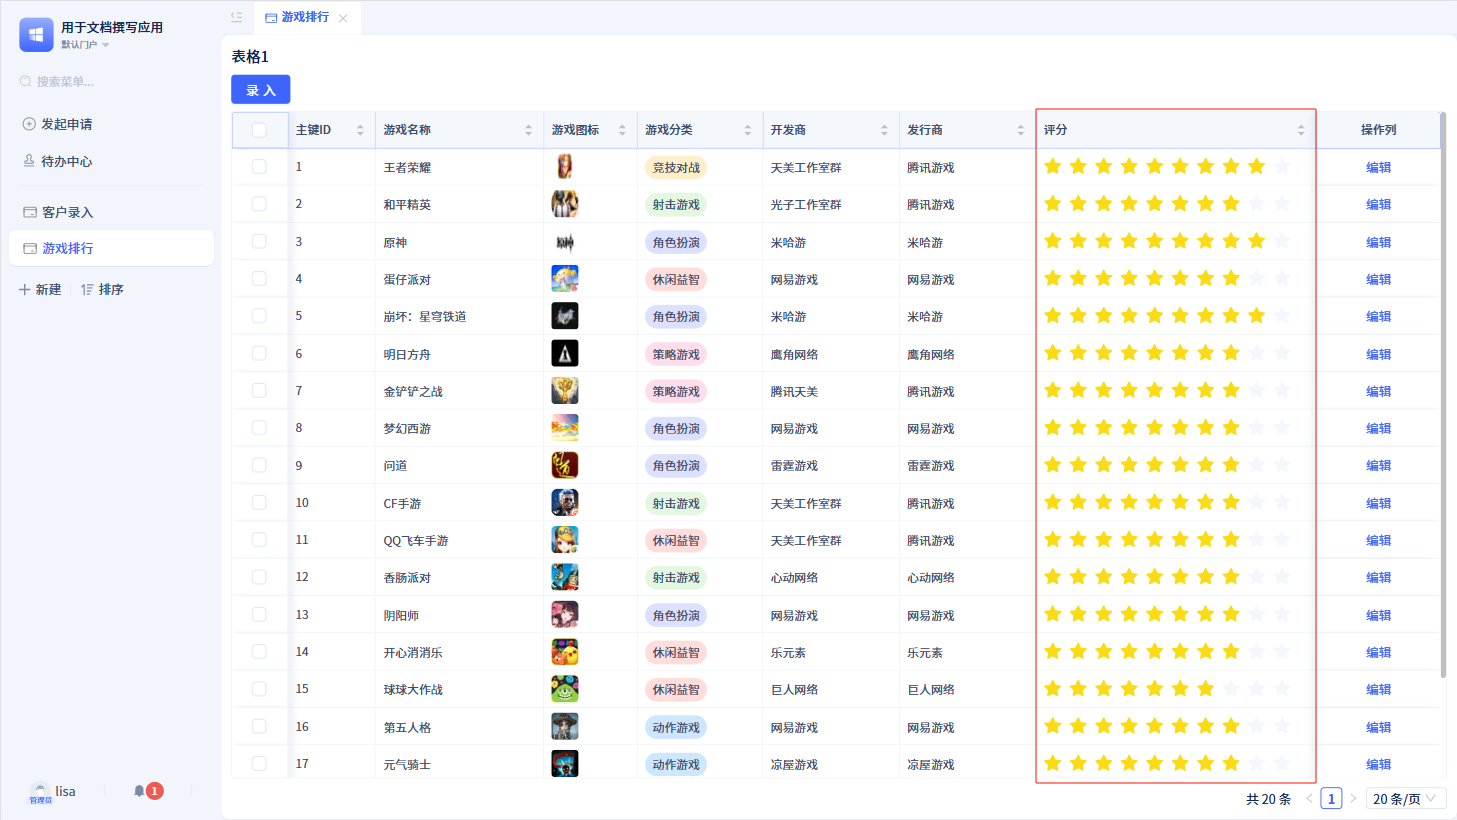 用于文档撰写应用
默认门户
搜索菜单...
发起申请
待办中心
客户录入
游戏排行
新建 排序
管理员 lisa 1
游戏排行
表格1
录 入
主键ID 游戏名称 游戏图标 游戏分类 开发商 发行商 评分 操作列
1 王者荣耀 竞技对战 天美工作室群 腾讯游戏 编辑
2 和平精英 射击游戏 光子工作室群 腾讯游戏 编辑
3 原神 角色扮演 米哈游 米哈游 编辑
4 蛋仔派对 休闲益智 网易游戏 网易游戏 编辑
5 崩坏：星穹铁道 角色扮演 米哈游 米哈游 编辑
6 明日方舟 策略游戏 鹰角网络 鹰角网络 编辑
7 金铲铲之战 策略游戏 腾讯天美 腾讯游戏 编辑
8 梦幻西游 角色扮演 网易游戏 网易游戏 编辑
9 问道 角色扮演 雷霆游戏 雷霆游戏 编辑
10 CF手游 射击游戏 天美工作室群 腾讯游戏 编辑
11 QQ飞车手游 休闲益智 天美工作室群 腾讯游戏 编辑
12 香肠派对 射击游戏 心动网络 心动网络 编辑
13 阴阳师 角色扮演 网易游戏 网易游戏 编辑
14 开心消消乐 休闲益智 乐元素 乐元素 编辑
15 球球大作战 休闲益智 巨人网络 巨人网络 编辑
16 第五人格 动作游戏 网易游戏 网易游戏 编辑
17 元气骑士 动作游戏 凉屋游戏 凉屋游戏 编辑
共 20 条 1 20 条/页